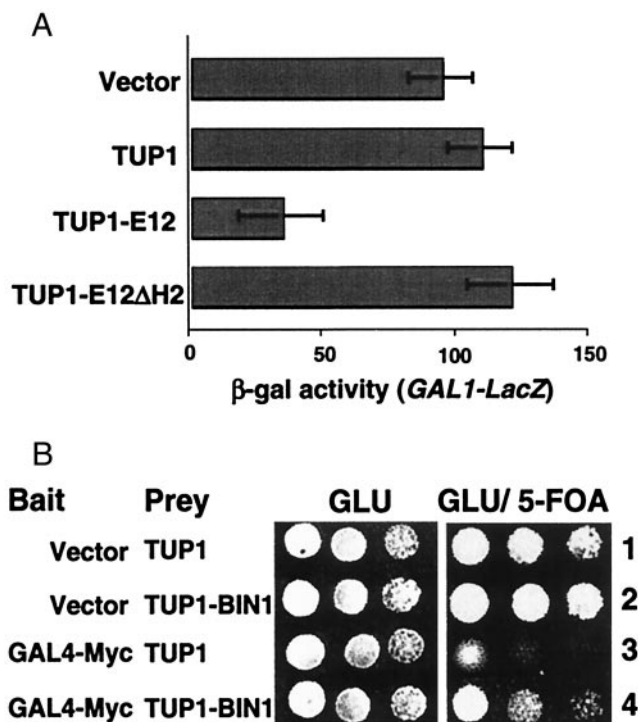 A
Vector
TUP1
TUP1-E12
TUP1-E12ΔH2
0 50 100 150
β-gal activity (GAL1-LacZ)
B
Bait Prey GLU GLU/ 5-FOA
Vector TUP1 1
Vector TUP1-BIN1 2
GAL4-Myc TUP1 3
GAL4-Myc TUP1-BIN1 4